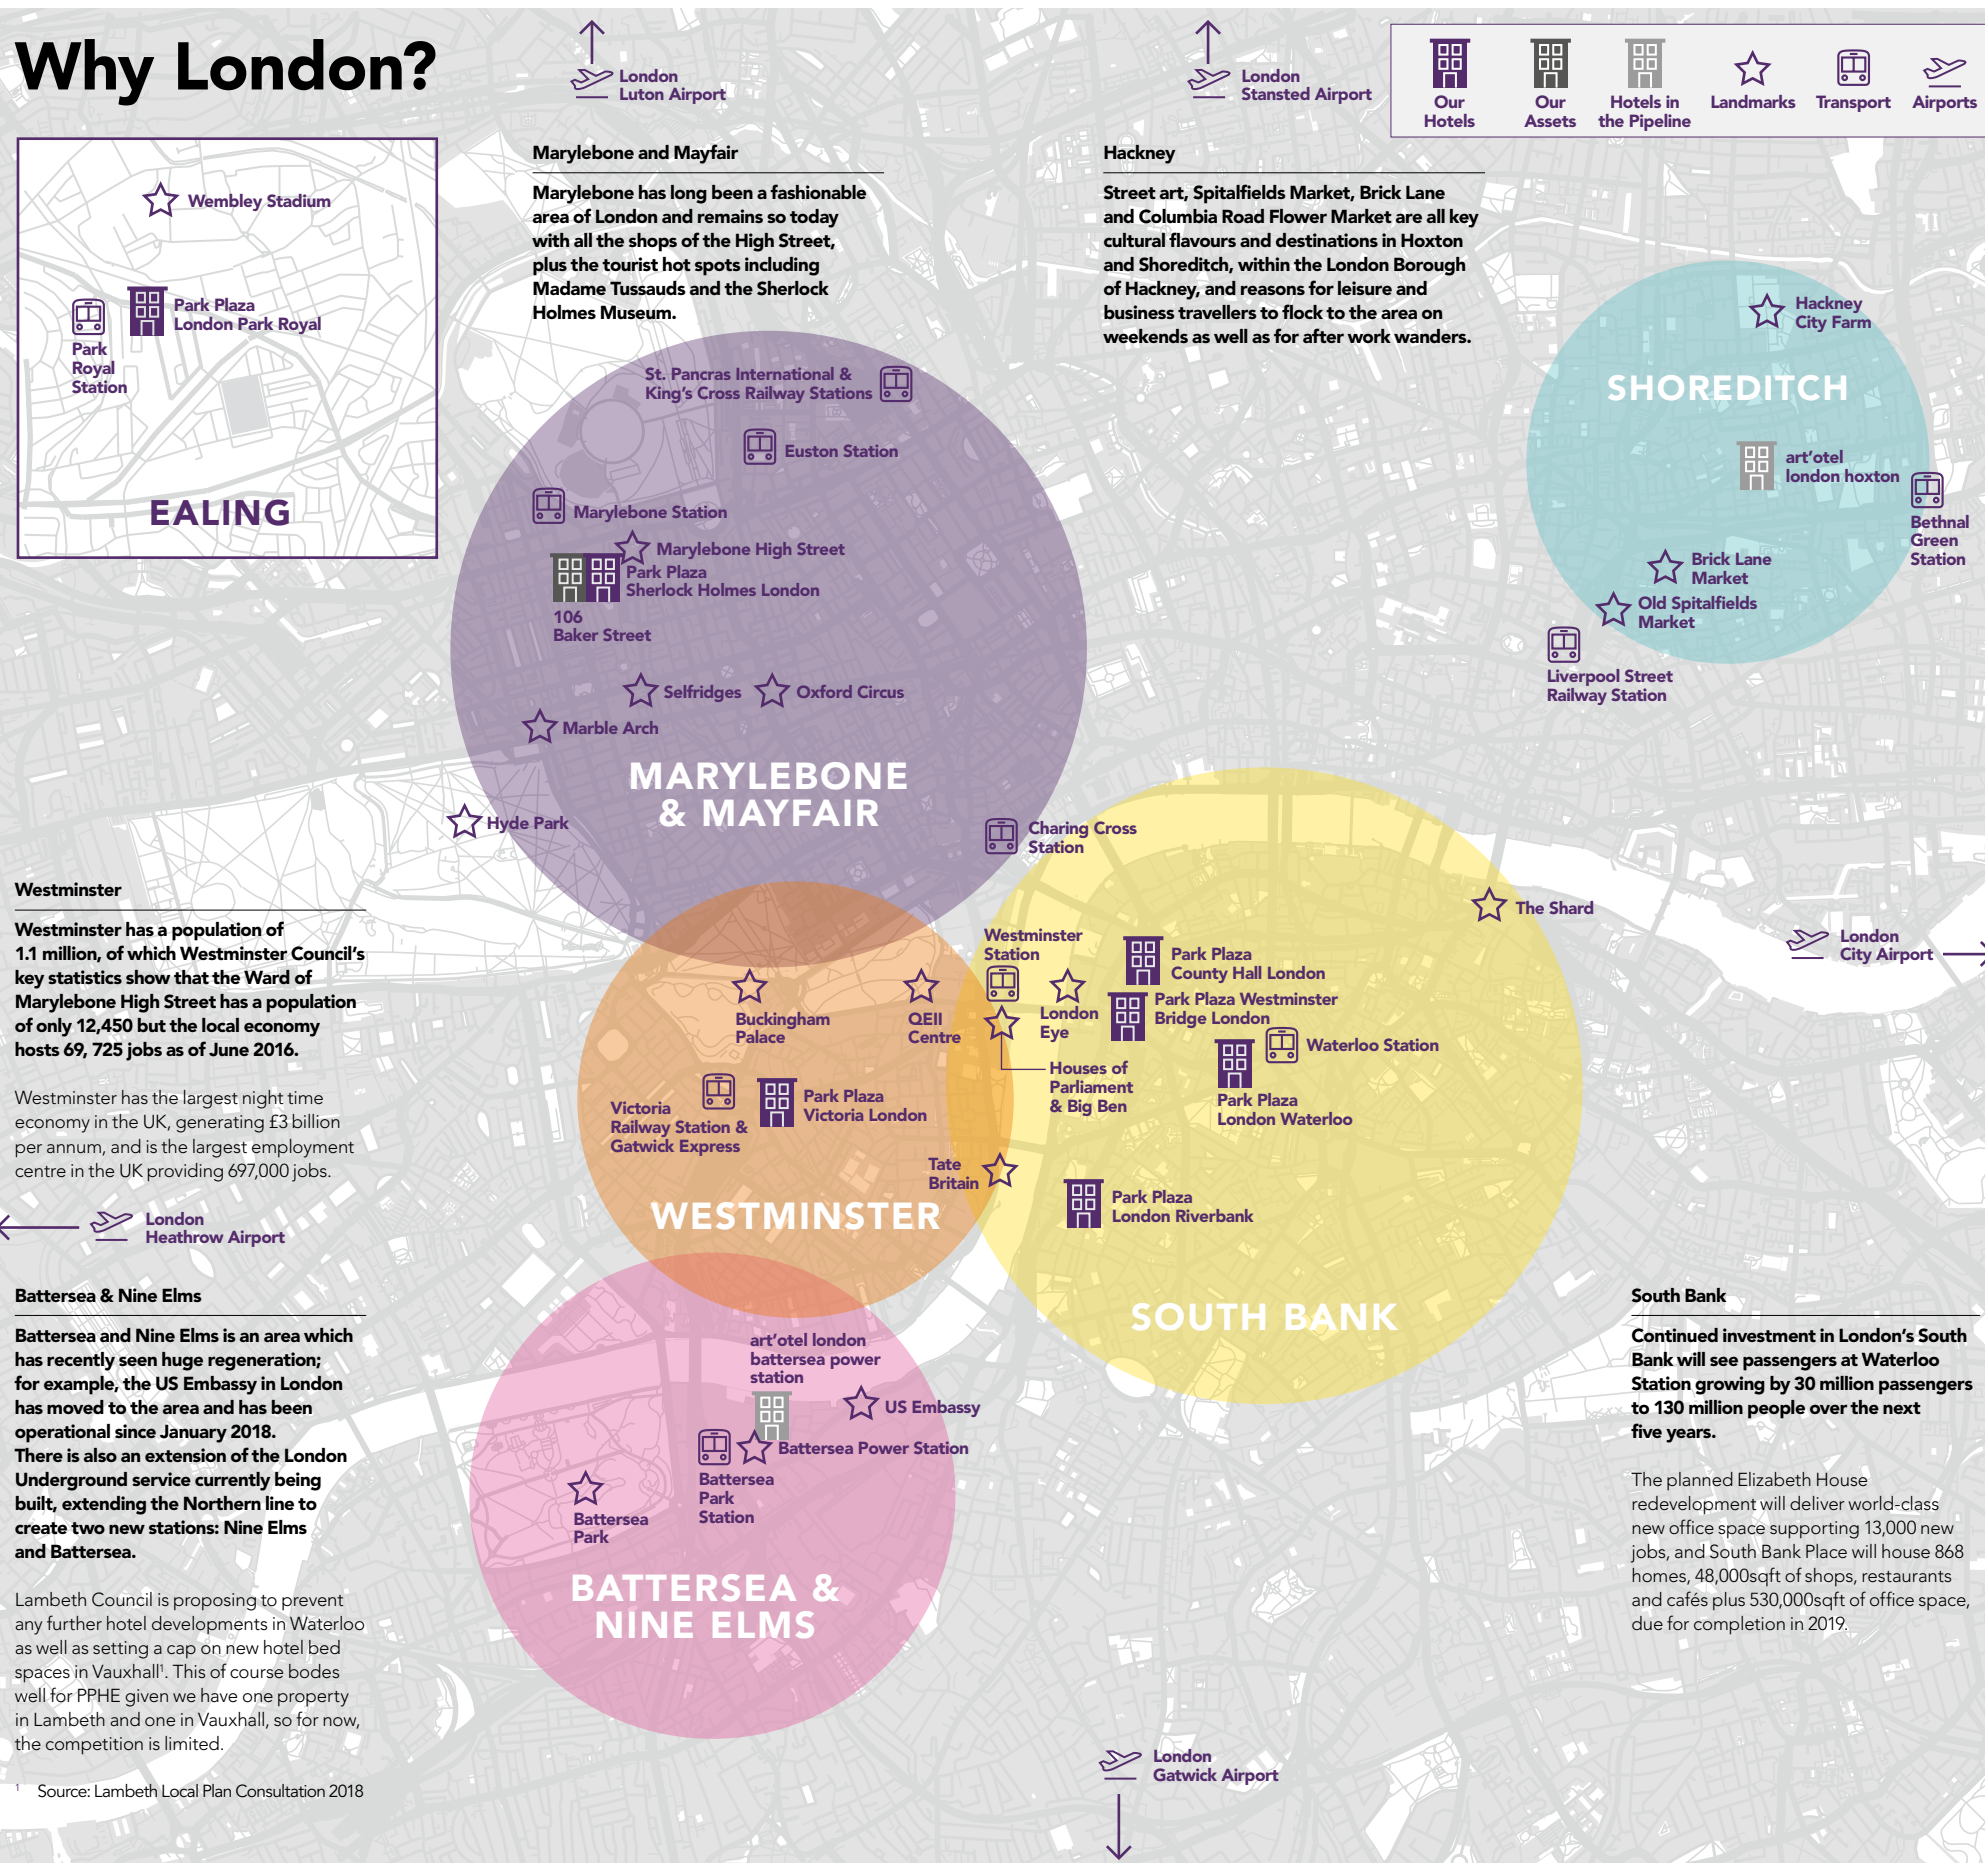 Why London?
London
Luton Airport
London
Stansted Airport
Our
Hotels
Our
Assets
Hotels in
the Pipeline
Landmarks
Transport
Airports
Wembley Stadium
Park Plaza
London Park Royal
Park
Royal
Station
EALING
Marylebone and Mayfair
Marylebone has long been a fashionable
area of London and remains so today
with all the shops of the High Street,
plus the tourist hot spots including
Madame Tussauds and the Sherlock
Holmes Museum.
Hackney
Street art, Spitalfields Market, Brick Lane
and Columbia Road Flower Market are all key
cultural flavours and destinations in Hoxton
and Shoreditch, within the London Borough
of Hackney, and reasons for leisure and
business travellers to flock to the area on
weekends as well as for after work wanders.
Hackney
City Farm
SHOREDITCH
art'otel
london hoxton
Bethnal
Green
Station
Brick Lane
Market
Old Spitalfields
Market
Liverpool Street
Railway Station
St. Pancras International &
King's Cross Railway Stations
Euston Station
Marylebone Station
Marylebone High Street
Park Plaza
Sherlock Holmes London
106
Baker Street
Selfridges
Oxford Circus
Marble Arch
MARYLEBONE
& MAYFAIR
Hyde Park
Charing Cross
Station
The Shard
London
City Airport
Westminster
Westminster has a population of
1.1 million, of which Westminster Council's
key statistics show that the Ward of
Marylebone High Street has a population
of only 12,450 but the local economy
hosts 69, 725 jobs as of June 2016.
Westminster has the largest night time
economy in the UK, generating £3 billion
per annum, and is the largest employment
centre in the UK providing 697,000 jobs.
London
Heathrow Airport
Westminster
Station
Park Plaza
County Hall London
Park Plaza Westminster
Bridge London
London
Eye
Waterloo Station
Houses of
Parliament
& Big Ben
Park Plaza
London Waterloo
Buckingham
Palace
QEII
Centre
Park Plaza
Victoria London
Victoria
Railway Station &
Gatwick Express
Tate
Britain
Park Plaza
London Riverbank
WESTMINSTER
SOUTH BANK
Battersea & Nine Elms
Battersea and Nine Elms is an area which
has recently seen huge regeneration;
for example, the US Embassy in London
has moved to the area and has been
operational since January 2018.
There is also an extension of the London
Underground service currently being
built, extending the Northern line to
create two new stations: Nine Elms
and Battersea.
Lambeth Council is proposing to prevent
any further hotel developments in Waterloo
as well as setting a cap on new hotel bed
spaces in Vauxhall¹. This of course bodes
well for PPHE given we have one property
in Lambeth and one in Vauxhall, so for now,
the competition is limited.
¹ Source: Lambeth Local Plan Consultation 2018
art'otel london
battersea power
station
US Embassy
Battersea Power Station
Battersea
Park
Station
Battersea
Park
BATTERSEA &
NINE ELMS
South Bank
Continued investment in London's South
Bank will see passengers at Waterloo
Station growing by 30 million passengers
to 130 million people over the next
five years.
The planned Elizabeth House
redevelopment will deliver world-class
new office space supporting 13,000 new
jobs, and South Bank Place will house 868
homes, 48,000sqft of shops, restaurants
and cafés plus 530,000sqft of office space,
due for completion in 2019.
London
Gatwick Airport